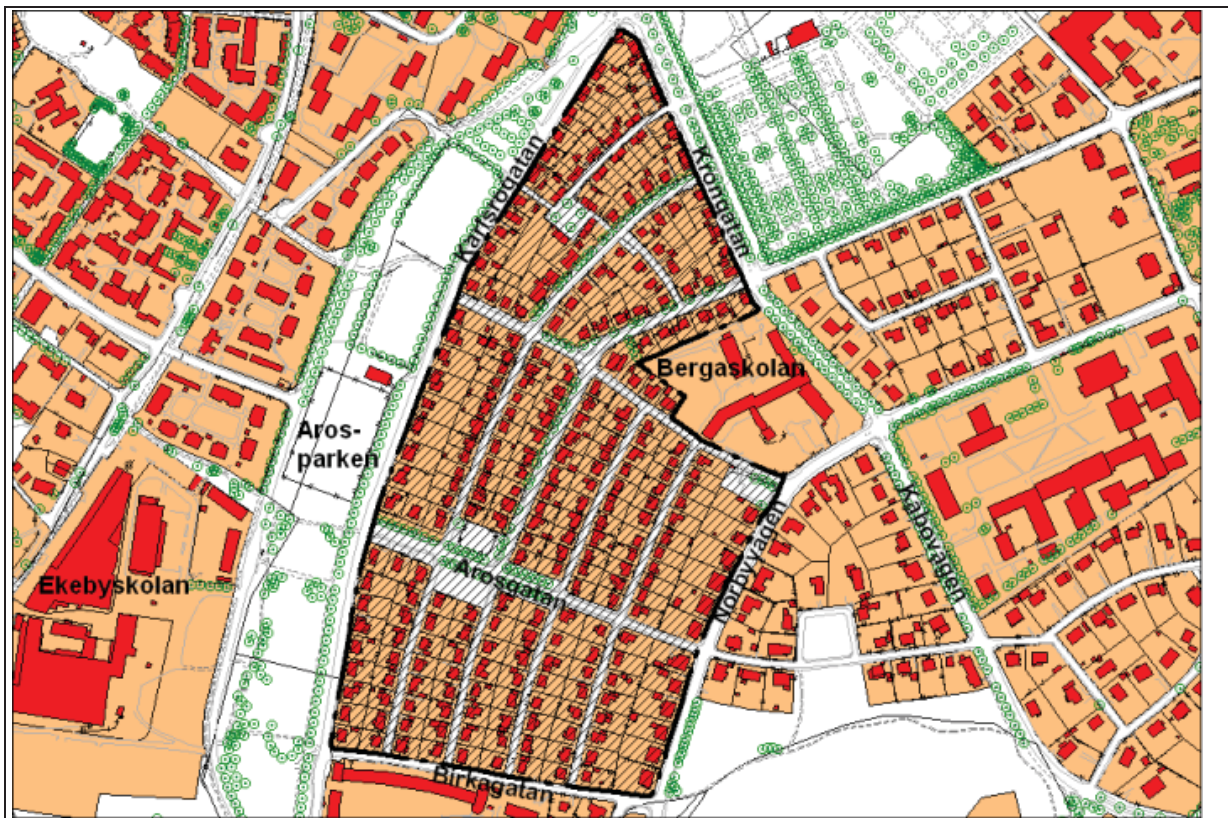 Karlsrogatan
Krongatan
Bergaskolan
Aros-
parken
Kåbovägen
Norbyvägen
Ekebyskolan
Arosgatan
Birkagatan